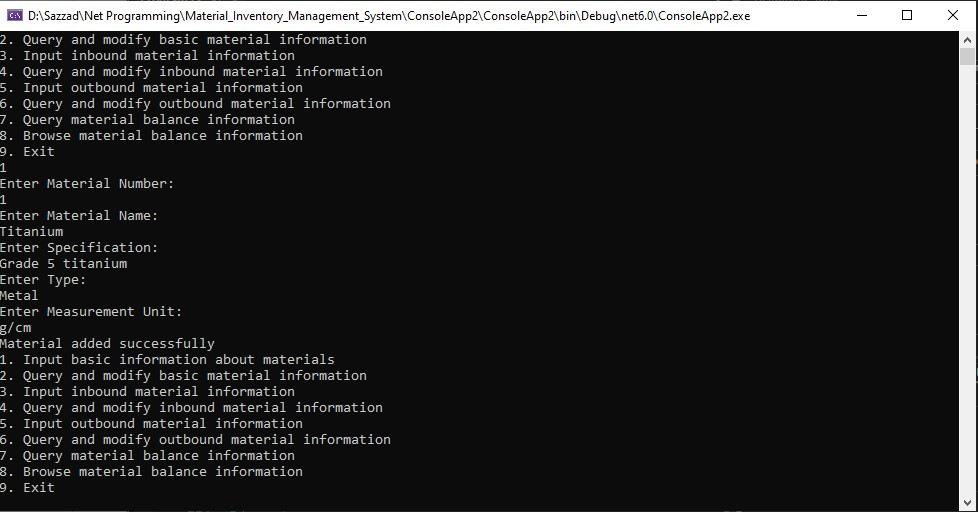 D:\Sazzad\Net Programming\Material_Inventory_Management_System\ConsoleApp2\ConsoleApp2\bin\Debug\net6.0\ConsoleApp2.exe
2. Query and modify basic material information
3. Input inbound material information
4. Query and modify inbound material information
5. Input outbound material information
6. Query and modify outbound material information
7. Query material balance information
8. Browse material balance information
9. Exit
1
Enter Material Number:
1
Enter Material Name:
Titanium
Enter Specification:
Grade 5 titanium
Enter Type:
Metal
Enter Measurement Unit:
g/cm
Material added successfully
1. Input basic information about materials
2. Query and modify basic material information
3. Input inbound material information
4. Query and modify inbound material information
5. Input outbound material information
6. Query and modify outbound material information
7. Query material balance information
8. Browse material balance information
9. Exit